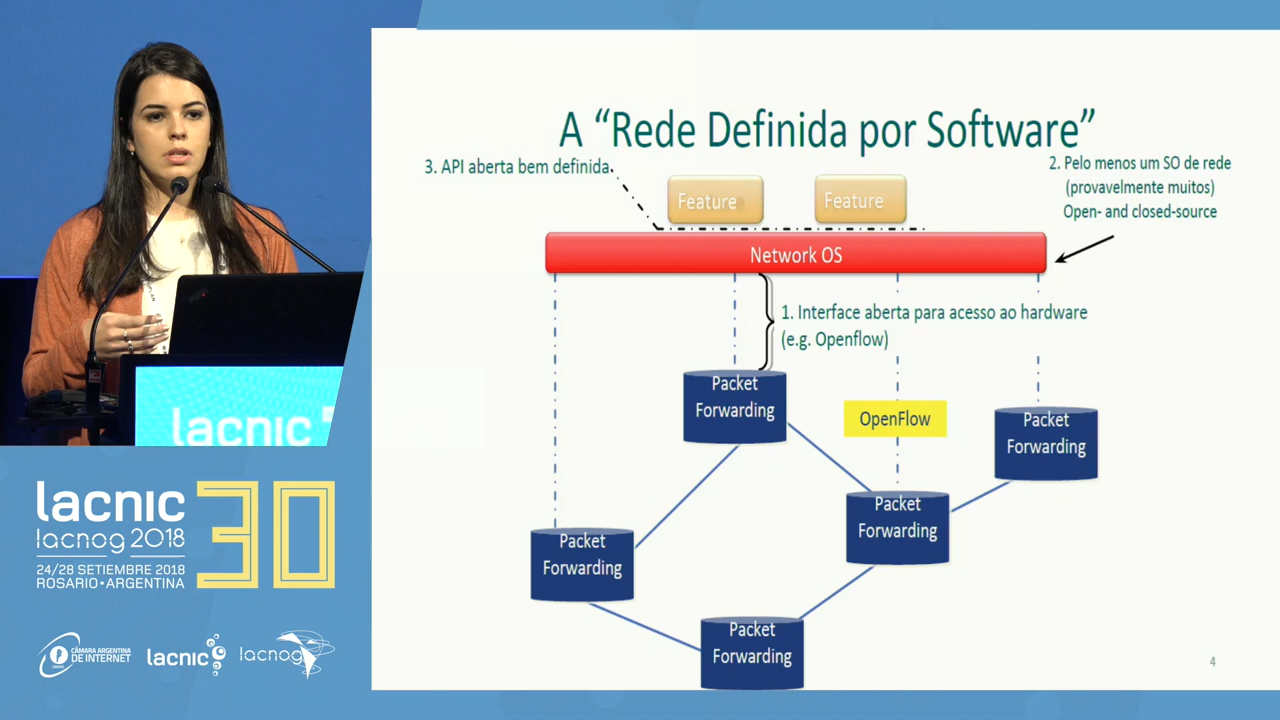 A “Rede Definida por Software”
3. API aberta bem definida
2. Pelo menos um SO de rede
(provavelmente muitos)
Open- and closed-source
Feature
Feature
Network OS
1. Interface aberta para acesso ao hardware
(e.g. Openflow)
Packet
Forwarding
OpenFlow
Packet
Forwarding
Packet
Forwarding
Packet
Forwarding
Packet
Forwarding
4
lacnic
lacnic
lacnog 2018
30
24/28 SETIEMBRE 2018
ROSARIO•ARGENTINA
CÁMARA ARGENTINA
DE INTERNET
lacnic
lacnog